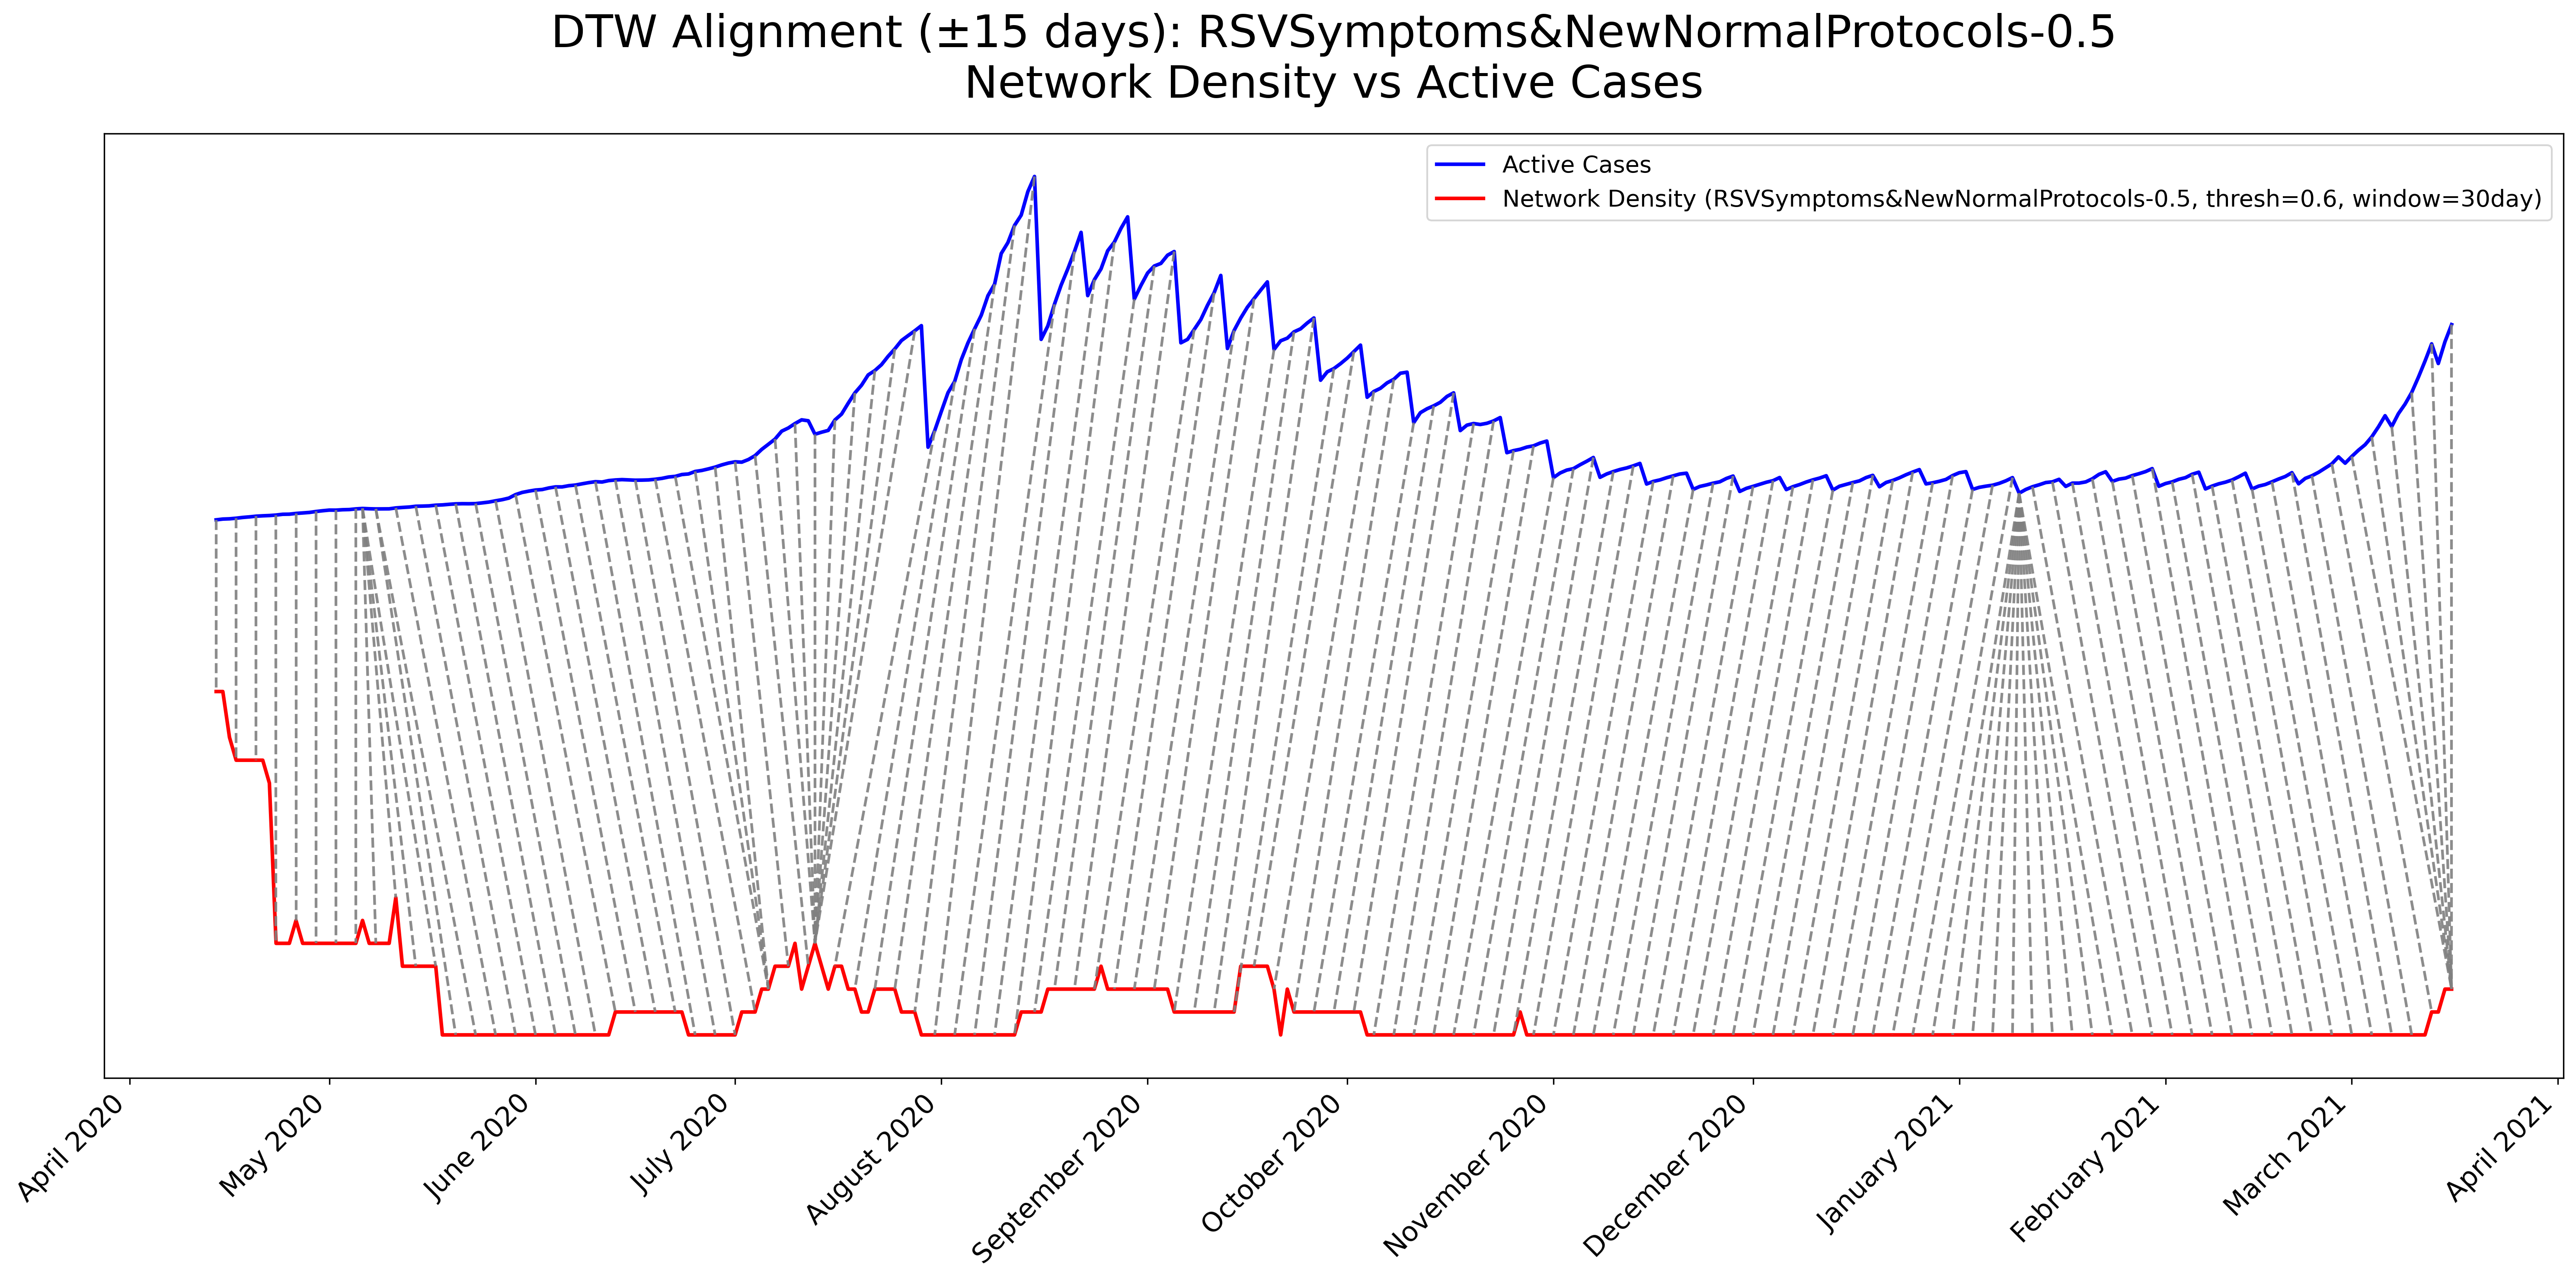 DTW Alignment (±15 days): RSVSymptoms&NewNormalProtocols-0.5
Network Density vs Active Cases
Active Cases
Network Density (RSVSymptoms&NewNormalProtocols-0.5, thresh=0.6, window=30day)
April 2020
May 2020
June 2020
July 2020
August 2020
September 2020
October 2020
November 2020
December 2020
January 2021
February 2021
March 2021
April 2021